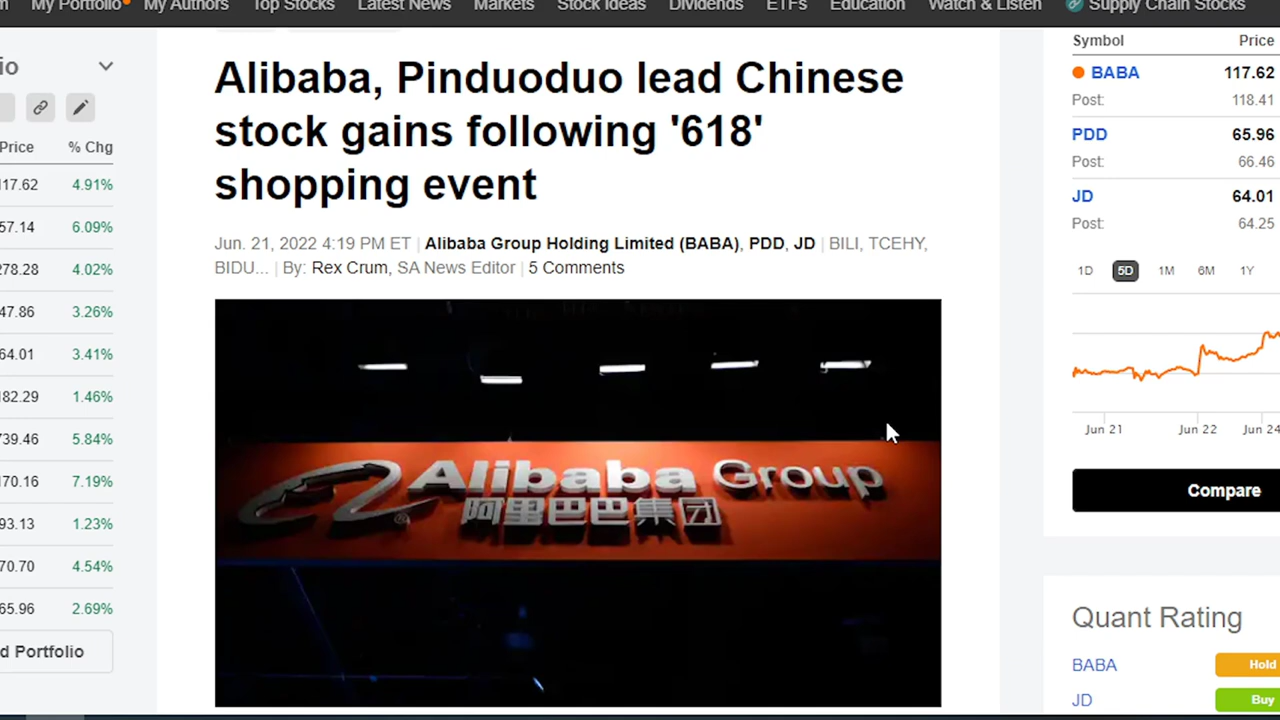 My Portfolio My Authors Top Stocks Latest News Markets Stock Ideas Dividends ETFs Education Watch & Listen Supply Chain Stocks
io
Price % Chg
117.62 4.91%
57.14 6.09%
278.28 4.02%
47.86 3.26%
64.01 3.41%
182.29 1.46%
739.46 5.84%
170.16 7.19%
93.13 1.23%
70.70 4.54%
65.96 2.69%
d Portfolio
Alibaba, Pinduoduo lead Chinese
stock gains following '618'
shopping event
Jun. 21, 2022 4:19 PM ET | Alibaba Group Holding Limited (BABA), PDD, JD | BILI, TCEHY,
BIDU... | By: Rex Crum, SA News Editor | 5 Comments
Alibaba Group
阿里巴巴集团
Symbol Price
BABA 117.62
Post: 118.41
PDD 65.96
Post: 66.46
JD 64.01
Post: 64.25
1D 5D 1M 6M 1Y
Jun 21 Jun 22 Jun 24
Compare
Quant Rating
BABA Hold
JD Buy